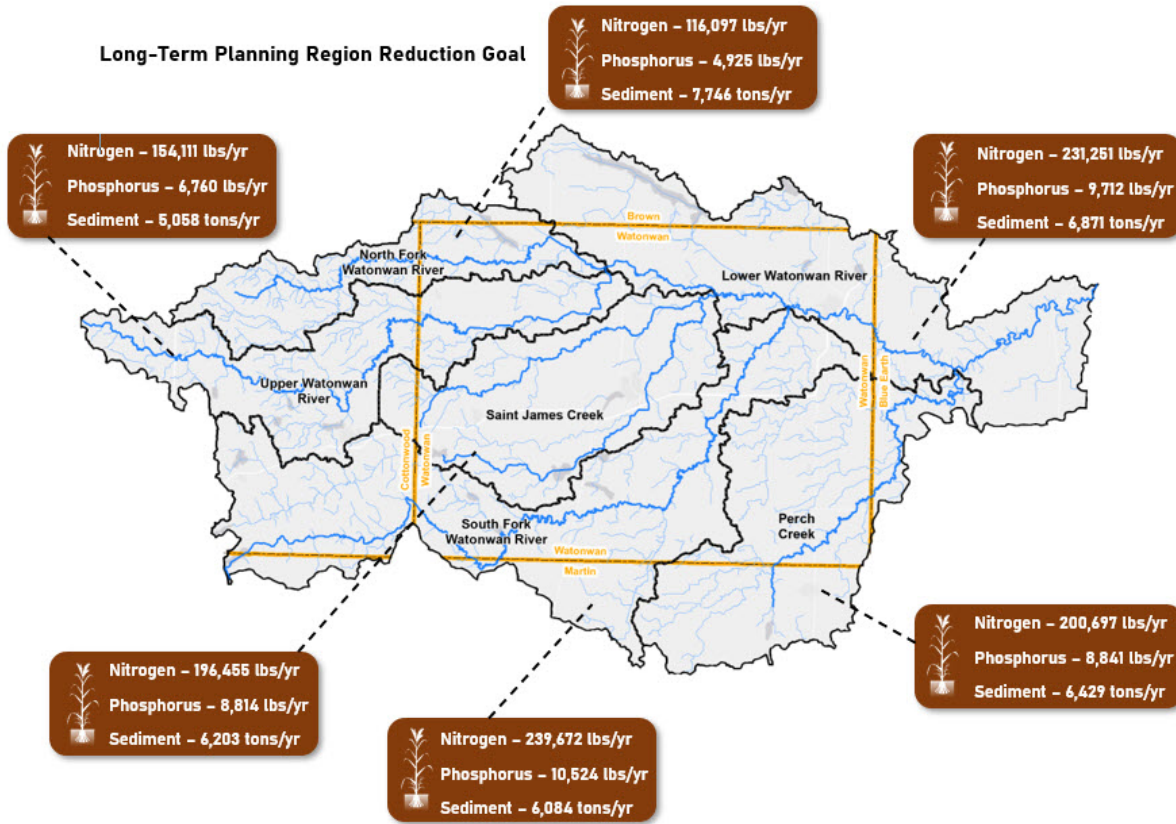 Long-Term Planning Region Reduction Goal
Nitrogen – 116,097 lbs/yr
Phosphorus – 4,925 lbs/yr
Sediment – 7,746 tons/yr
Nitrogen – 154,111 lbs/yr
Phosphorus – 6,760 lbs/yr
Sediment – 5,058 tons/yr
Nitrogen – 231,251 lbs/yr
Phosphorus – 9,712 lbs/yr
Sediment – 6,871 tons/yr
Brown
Watonwan
North Fork
Watonwan River
Lower Watonwan River
Upper Watonwan
River
Saint James Creek
Watonwan
Blue Earth
Cottonwood
Watonwan
South Fork
Watonwan River
Perch
Creek
Watonwan
Martin
Nitrogen – 200,697 lbs/yr
Phosphorus – 8,841 lbs/yr
Sediment – 6,429 tons/yr
Nitrogen – 196,455 lbs/yr
Phosphorus – 8,814 lbs/yr
Sediment – 6,203 tons/yr
Nitrogen – 239,672 lbs/yr
Phosphorus – 10,524 lbs/yr
Sediment – 6,084 tons/yr